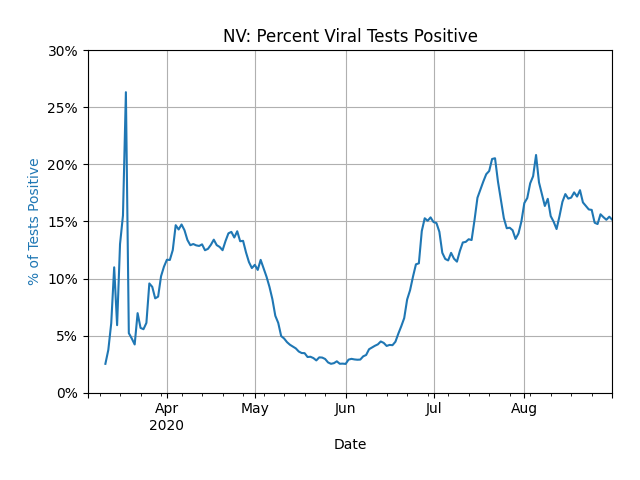 NV: Percent Viral Tests Positive
30%
25%
20%
15%
10%
5%
0%
% of Tests Positive
Apr May Jun Jul Aug
2020
Date